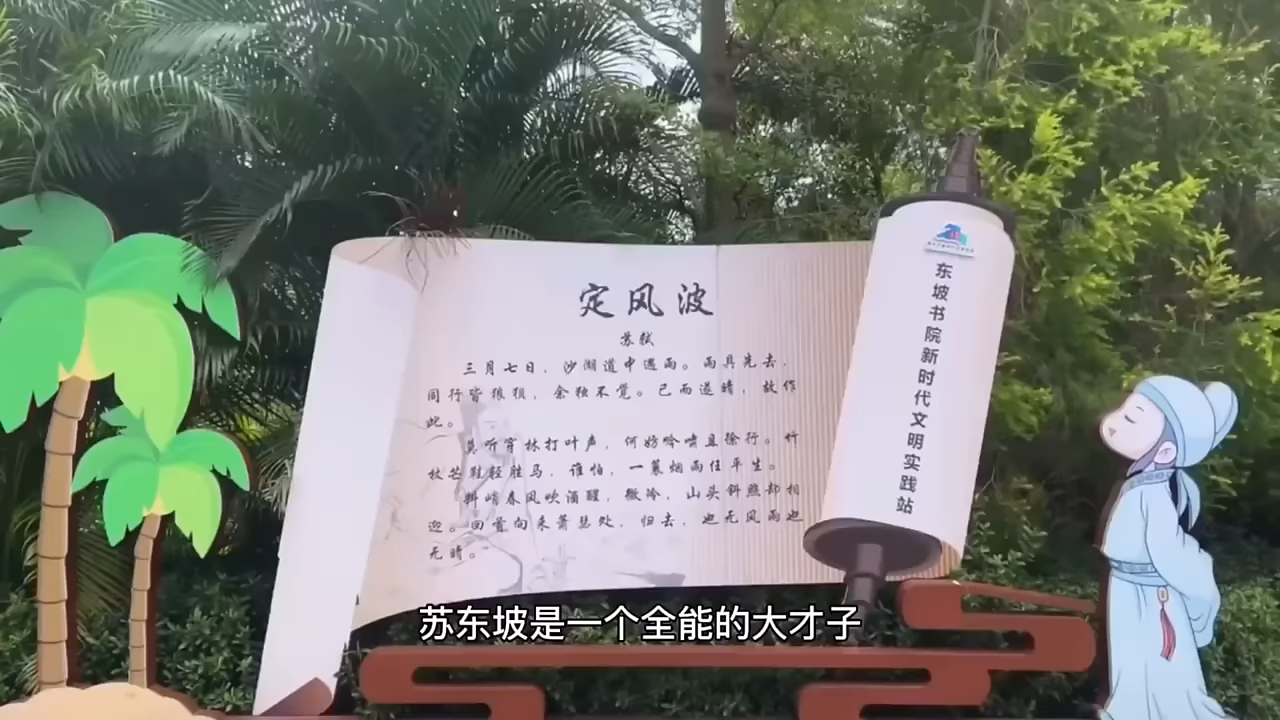 定风波
苏轼
三月七日，沙湖道中遇雨。雨具先去，
同行皆狼狈，余独不觉。已而遂晴，故作
此。
莫听穿林打叶声，何妨吟啸且徐行。竹
杖芒鞋轻胜马，谁怕，一蓑烟雨任平生。
料峭春风吹酒醒，微冷，山头斜照却相
迎。回首向来萧瑟处，归去，也无风雨也
无晴。
东坡书院新时代文明实践站
苏东坡是一个全能的大才子